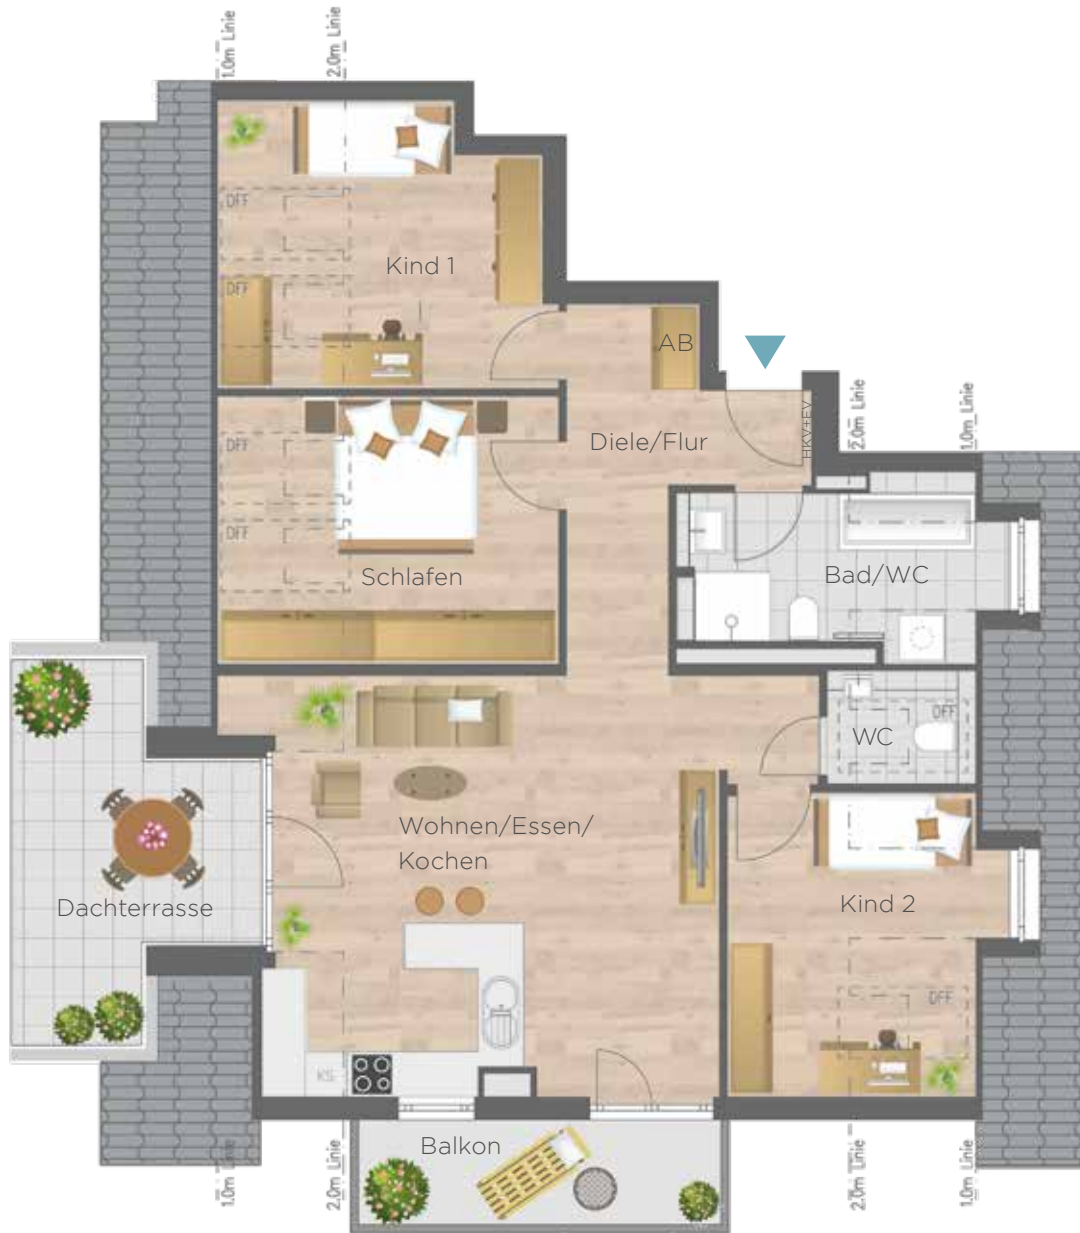 1.0m Linie
2.0m Linie
DFF
Kind 1
DFF
AB
HKV+EV
2.0m Linie
1.0m Linie
DFF
Diele/Flur
DFF
Schlafen
Bad/WC
DFF
WC
Wohnen/Essen/
Kochen
Dachterrasse
Kind 2
DFF
KS
Balkon
1.0m Linie
2.0m Linie
2.0m Linie
1.0m Linie